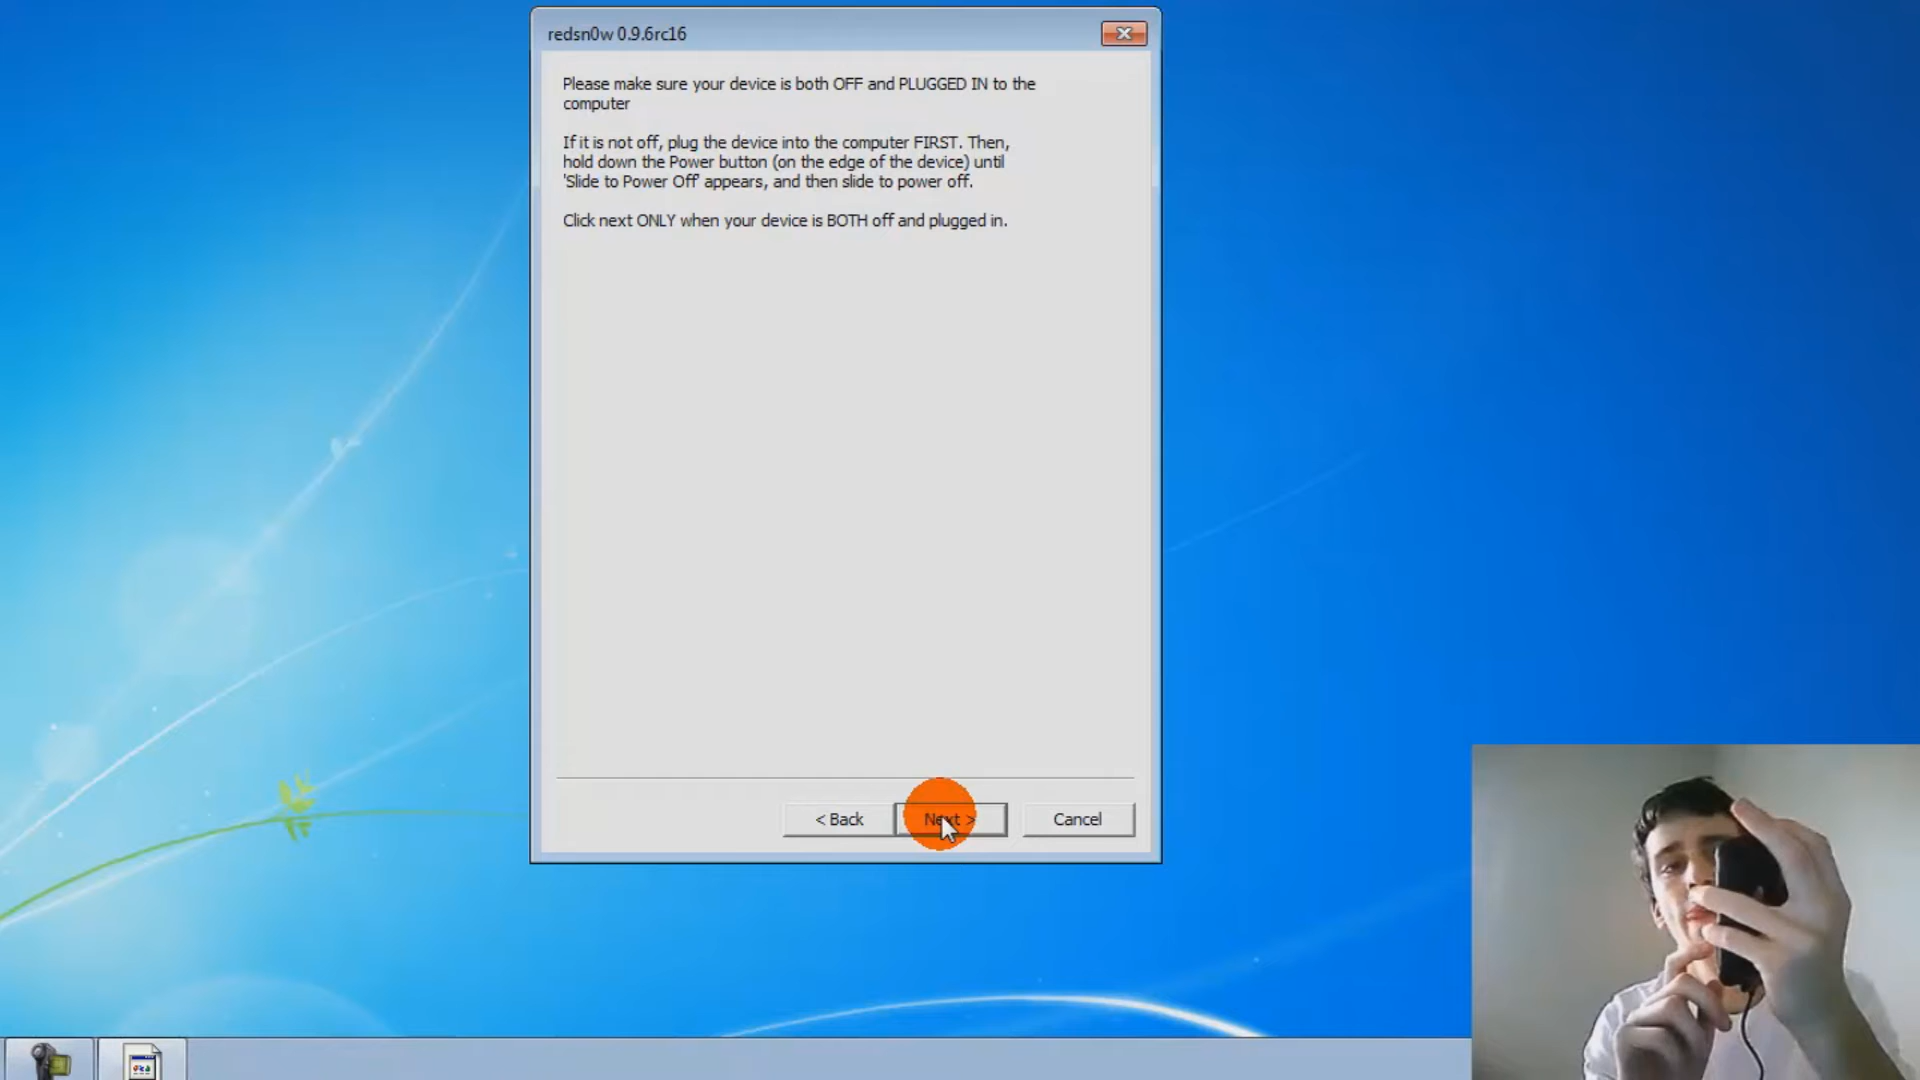 redsn0w 0.9.6rc16
Please make sure your device is both OFF and PLUGGED IN to the
computer
If it is not off, plug the device into the computer FIRST. Then,
hold down the Power button (on the edge of the device) until
'Slide to Power Off' appears, and then slide to power off.
Click next ONLY when your device is BOTH off and plugged in.
< Back Next > Cancel